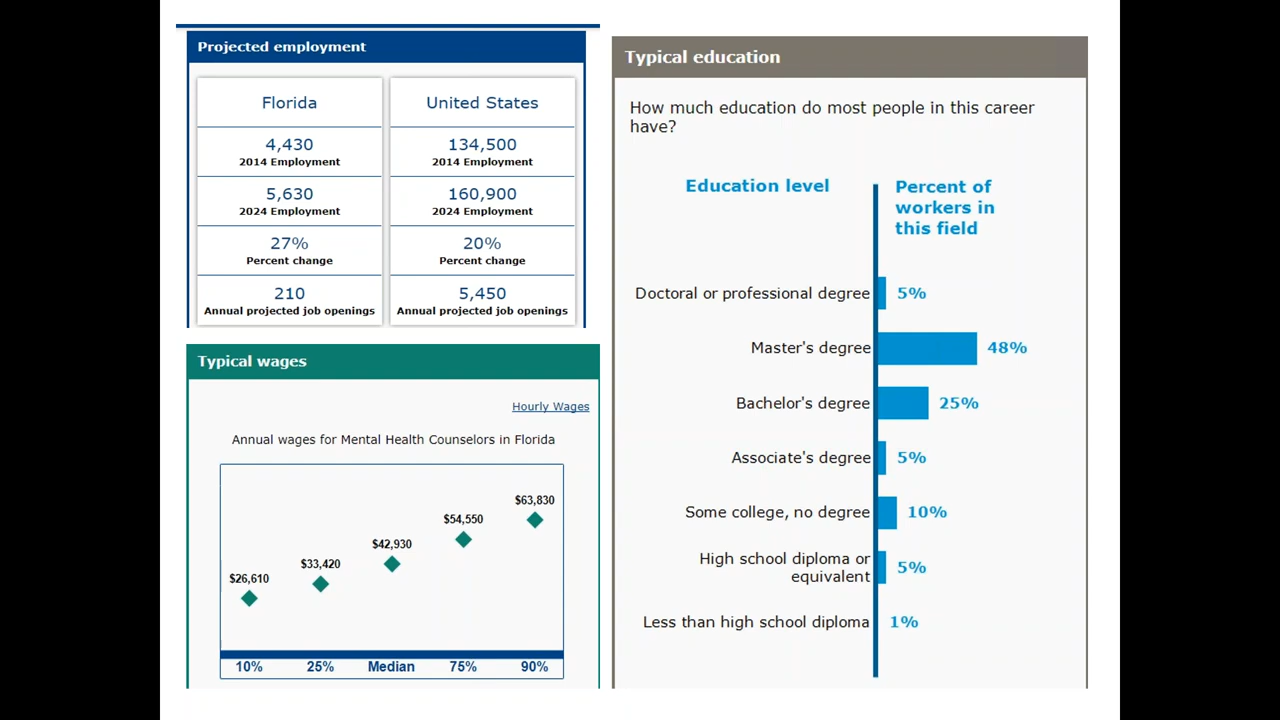 Projected employment
Florida
4,430
2014 Employment
5,630
2024 Employment
27%
Percent change
210
Annual projected job openings
United States
134,500
2014 Employment
160,900
2024 Employment
20%
Percent change
5,450
Annual projected job openings
Typical wages
Hourly Wages
Annual wages for Mental Health Counselors in Florida
$26,610
$33,420
$42,930
$54,550
$63,830
10%
25%
Median
75%
90%
Typical education
How much education do most people in this career
have?
Education level
Percent of
workers in
this field
Doctoral or professional degree
5%
Master's degree
48%
Bachelor's degree
25%
Associate's degree
5%
Some college, no degree
10%
High school diploma or
equivalent
5%
Less than high school diploma
1%